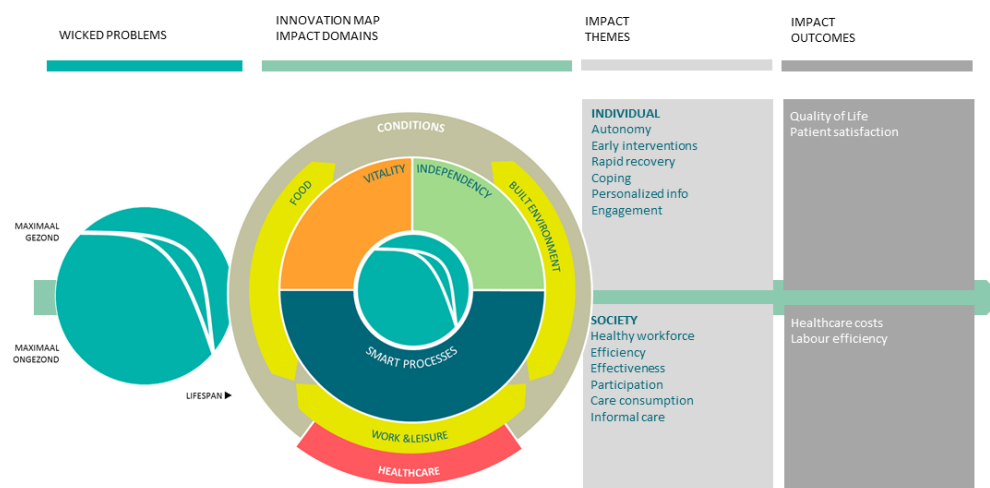 WICKED PROBLEMS
INNOVATION MAP
IMPACT DOMAINS
IMPACT
THEMES
IMPACT
OUTCOMES
MAXIMAAL
GEZOND
MAXIMAAL
ONGEZOND
LIFESPAN
CONDITIONS
FOOD
VITALITY
INDEPENDENCY
BUILT ENVIRONMENT
SMART PROCESSES
WORK &LEISURE
HEALTHCARE
INDIVIDUAL
Autonomy
Early interventions
Rapid recovery
Coping
Personalized info
Engagement
SOCIETY
Healthy workforce
Efficiency
Effectiveness
Participation
Care consumption
Informal care
Quality of Life
Patient satisfaction
Healthcare costs
Labour efficiency